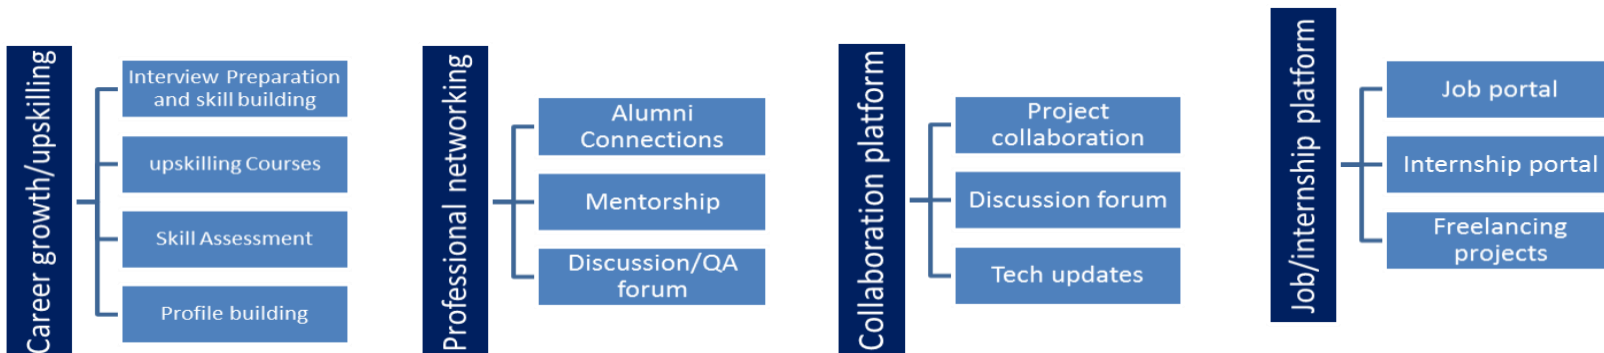 Career growth/upskilling
Interview Preparation
and skill building
upskilling Courses
Skill Assessment
Profile building
Professional networking
Alumni
Connections
Mentorship
Discussion/QA
forum
Collaboration platform
Project
collaboration
Discussion forum
Tech updates
Job/internship platform
Job portal
Internship portal
Freelancing
projects